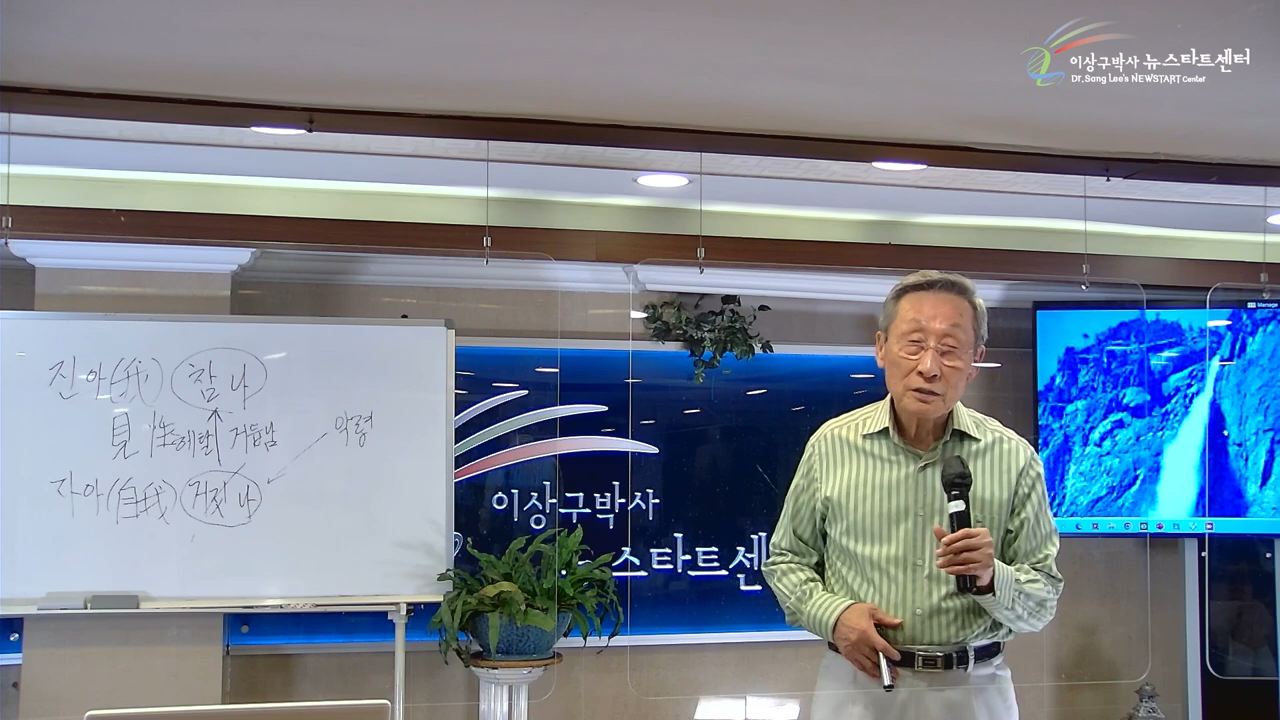 이상구박사 뉴스타트센터
Dr. Sang Lee's NEWSTART Center
진아(我) 참 나
見性 해탈 거듭남 악령
자아(自我) 거짓 나
이상구박사
스타트센
Manage